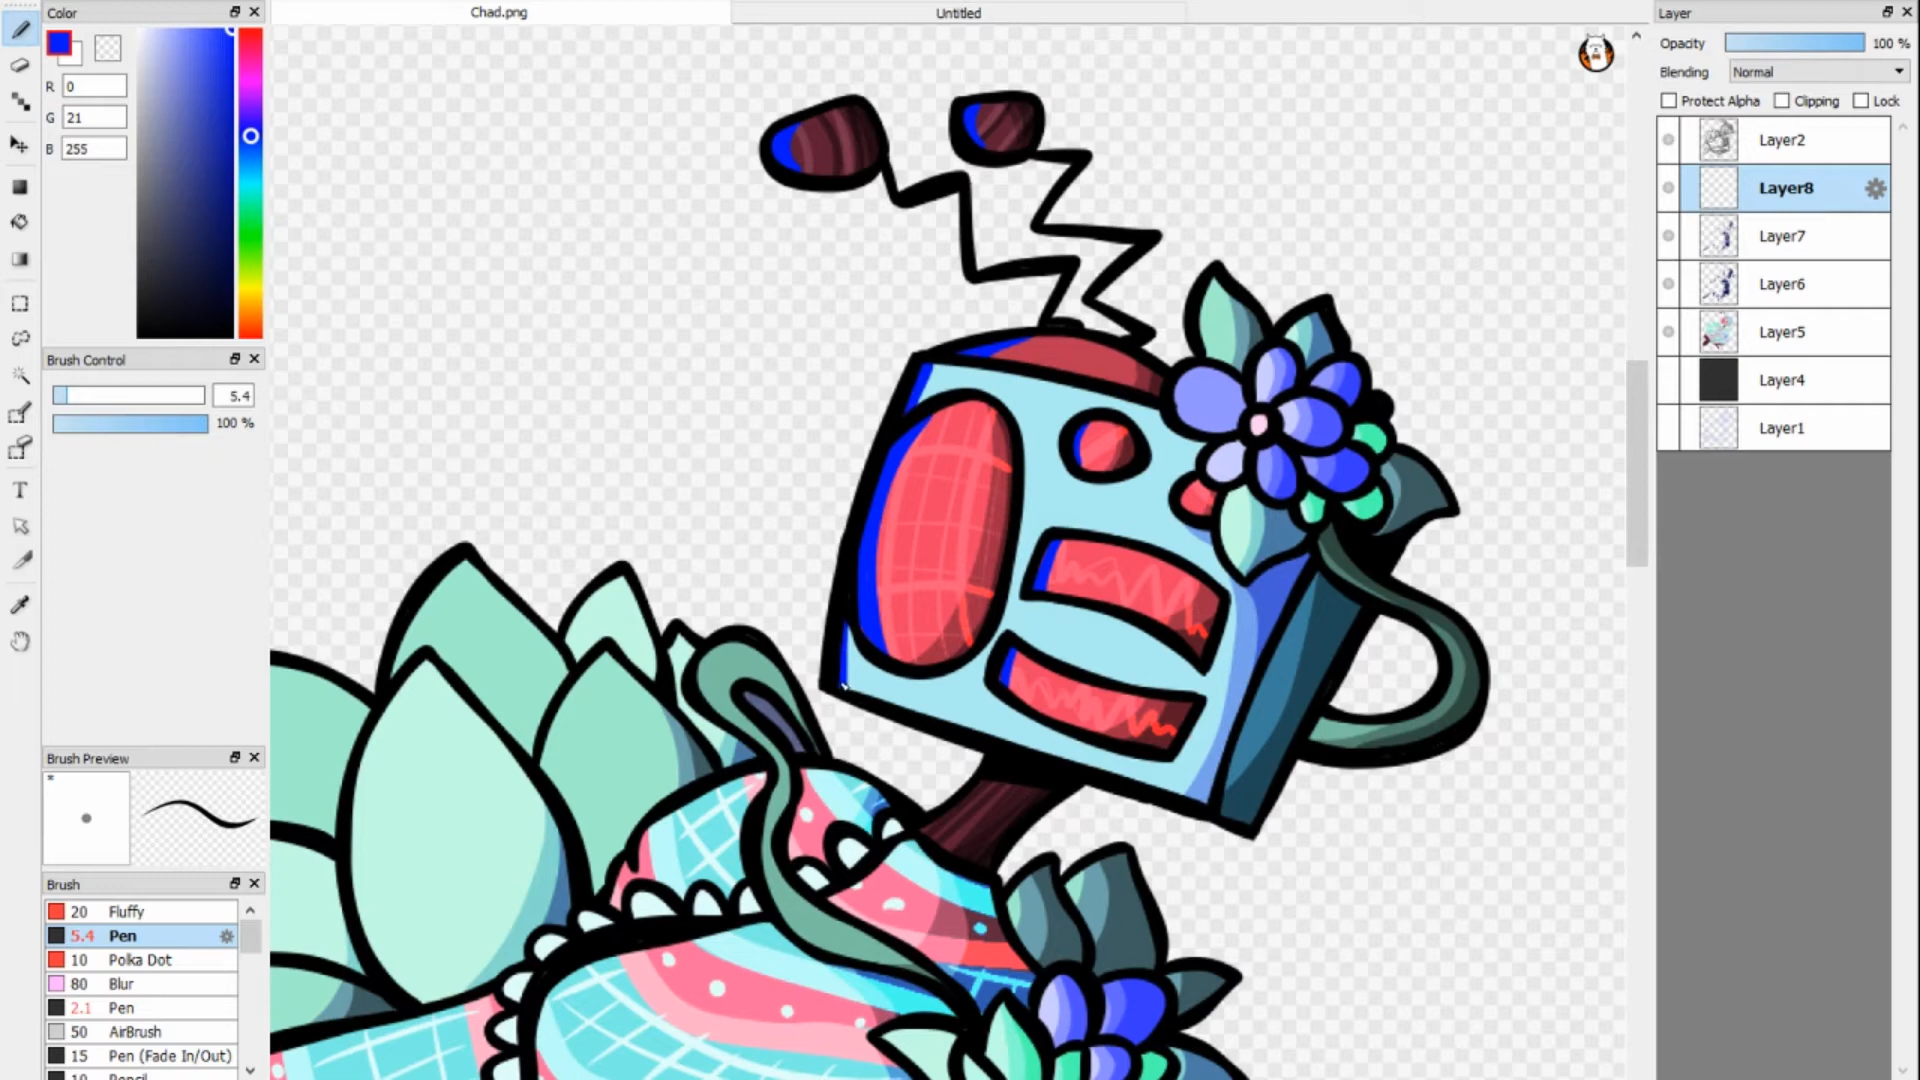 Color
Chad.png
Untitled
Layer
R 0
G 21
B 255
Opacity 100 %
Blending Normal
Protect Alpha Clipping Lock
Layer2
Layer8
Layer7
Layer6
Layer5
Layer4
Layer1
Brush Control
5.4
100 %
T
Brush Preview
*
Brush
20 Fluffy
5.4 Pen
10 Polka Dot
80 Blur
2.1 Pen
50 AirBrush
15 Pen (Fade In/Out)
10 Pencil